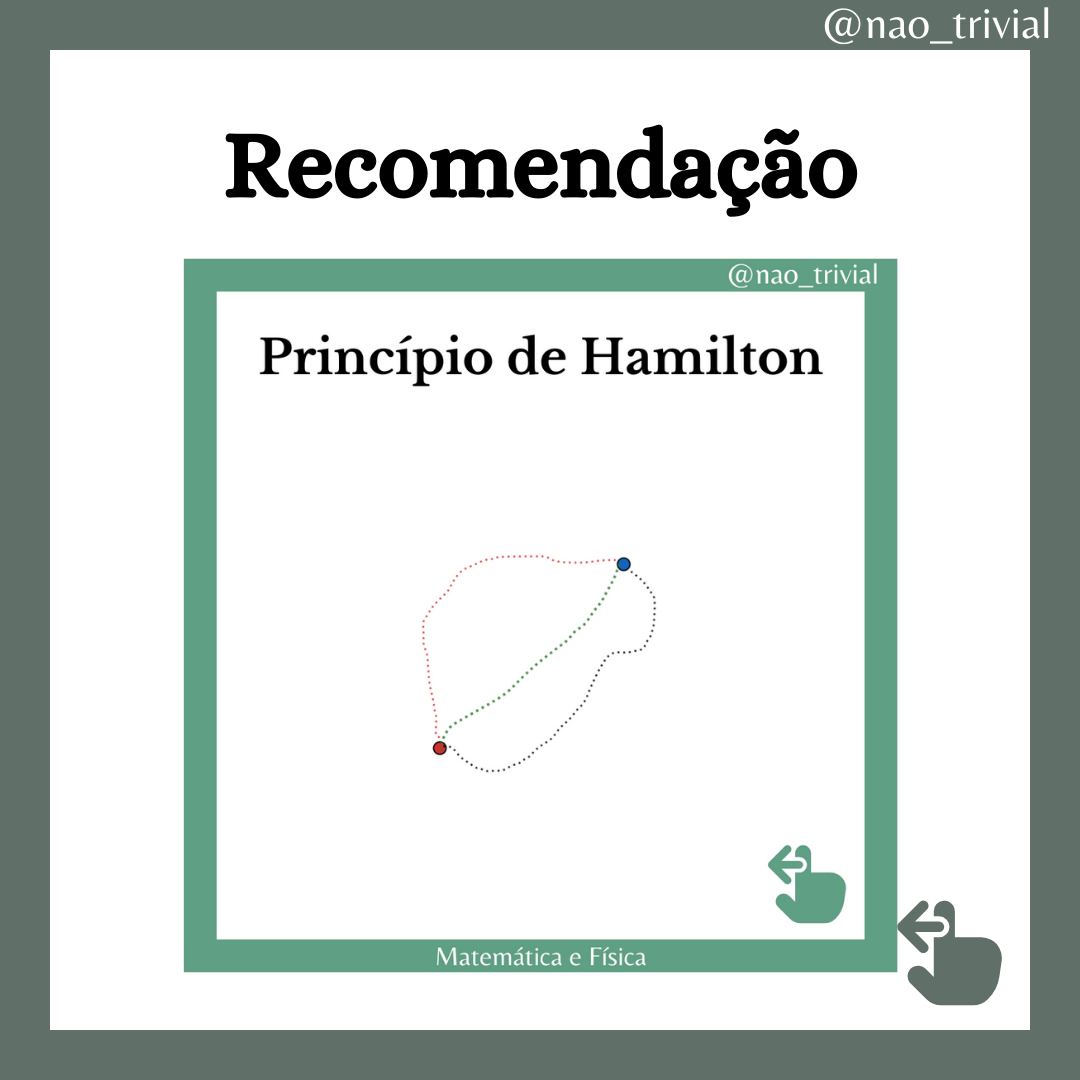 @nao_trivial
Recomendação
@nao_trivial
Princípio de Hamilton
Matemática e Física